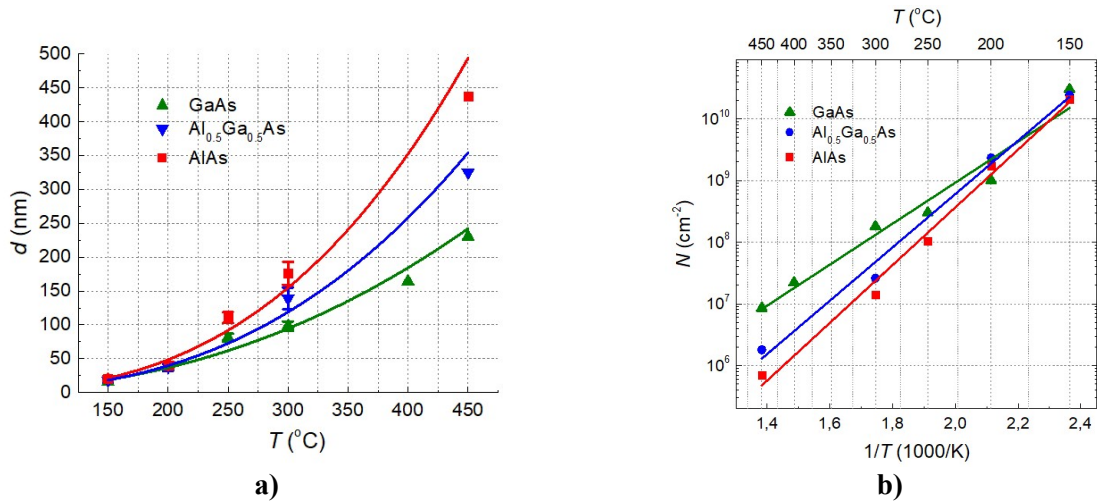 500
450
400
350
300
250
200
150
100
50
0
d (nm)
GaAs
Al0.5Ga0.5As
AlAs
150 200 250 300 350 400 450
T (°C)
a)
T (°C)
450 400 350 300 250 200 150
10^10
10^9
10^8
10^7
10^6
N (cm-2)
GaAs
Al0.5Ga0.5As
AlAs
1,4 1,6 1,8 2,0 2,2 2,4
1/T (1000/K)
b)